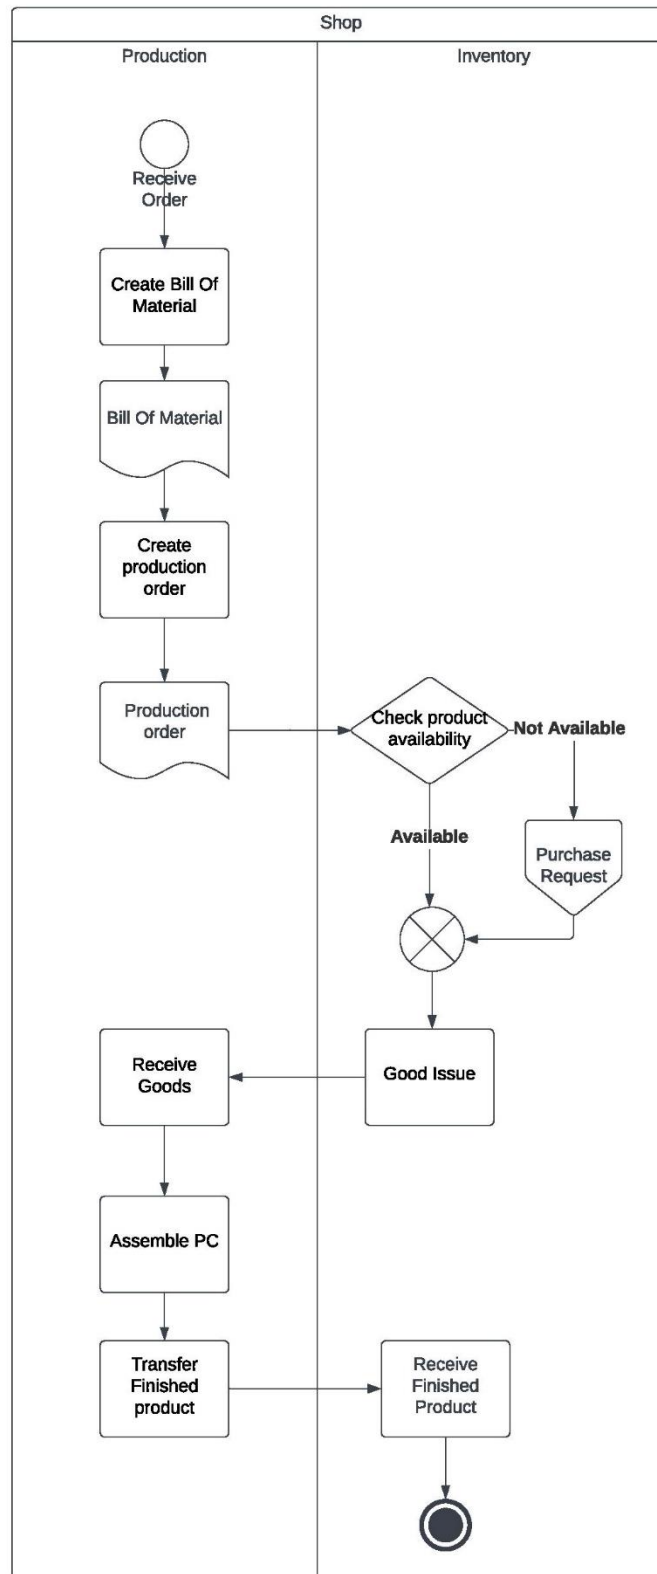 Shop
Production
Inventory
Receive
Order
Create Bill Of
Material
Bill Of Material
Create
production
order
Production
order
Check product
availability
Not Available
Available
Purchase
Request
Good Issue
Receive
Goods
Assemble PC
Transfer
Finished
product
Receive
Finished
Product